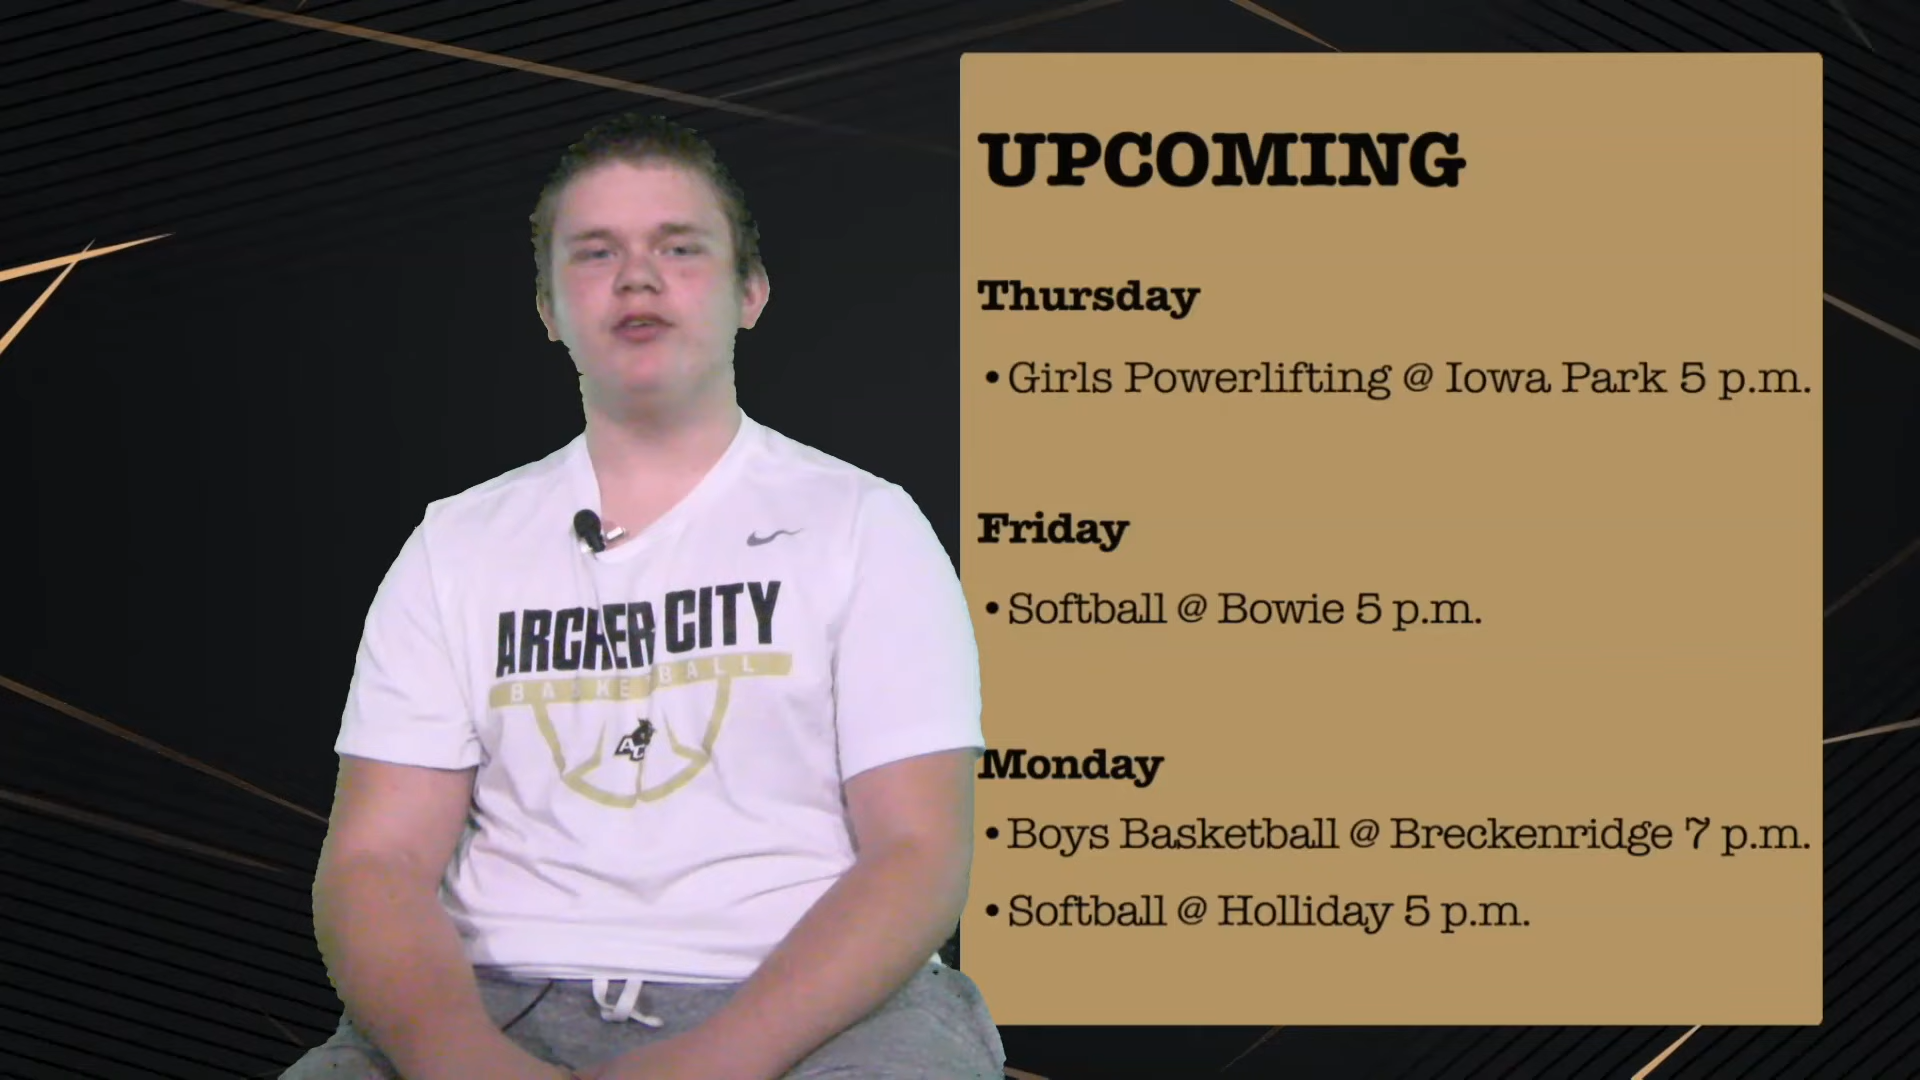 UPCOMING
Thursday
• Girls Powerlifting @ Iowa Park 5 p.m.
Friday
• Softball @ Bowie 5 p.m.
Monday
• Boys Basketball @ Breckenridge 7 p.m.
• Softball @ Holliday 5 p.m.
ARCHER CITY
BASKETBALL
AC